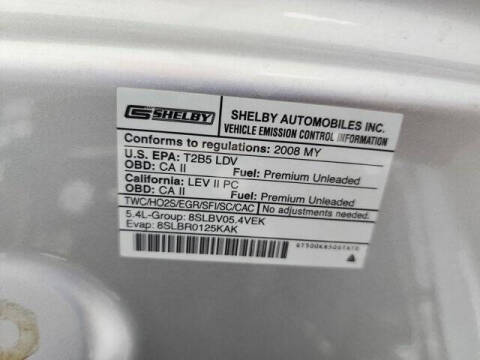 SHELBY
SHELBY AUTOMOBILES INC.
VEHICLE EMISSION CONTROL INFORMATION
Conforms to regulations: 2008 MY
U.S. EPA: T2B5 LDV
OBD: CA II Fuel: Premium Unleaded
California: LEV II PC
OBD: CA II Fuel: Premium Unleaded
TWC/HO2S/EGR/SFI/SC/CAC No adjustments needed.
5.4L-Group: 8SLBV05.4VEK
Evap: 8SLBR0125KAK